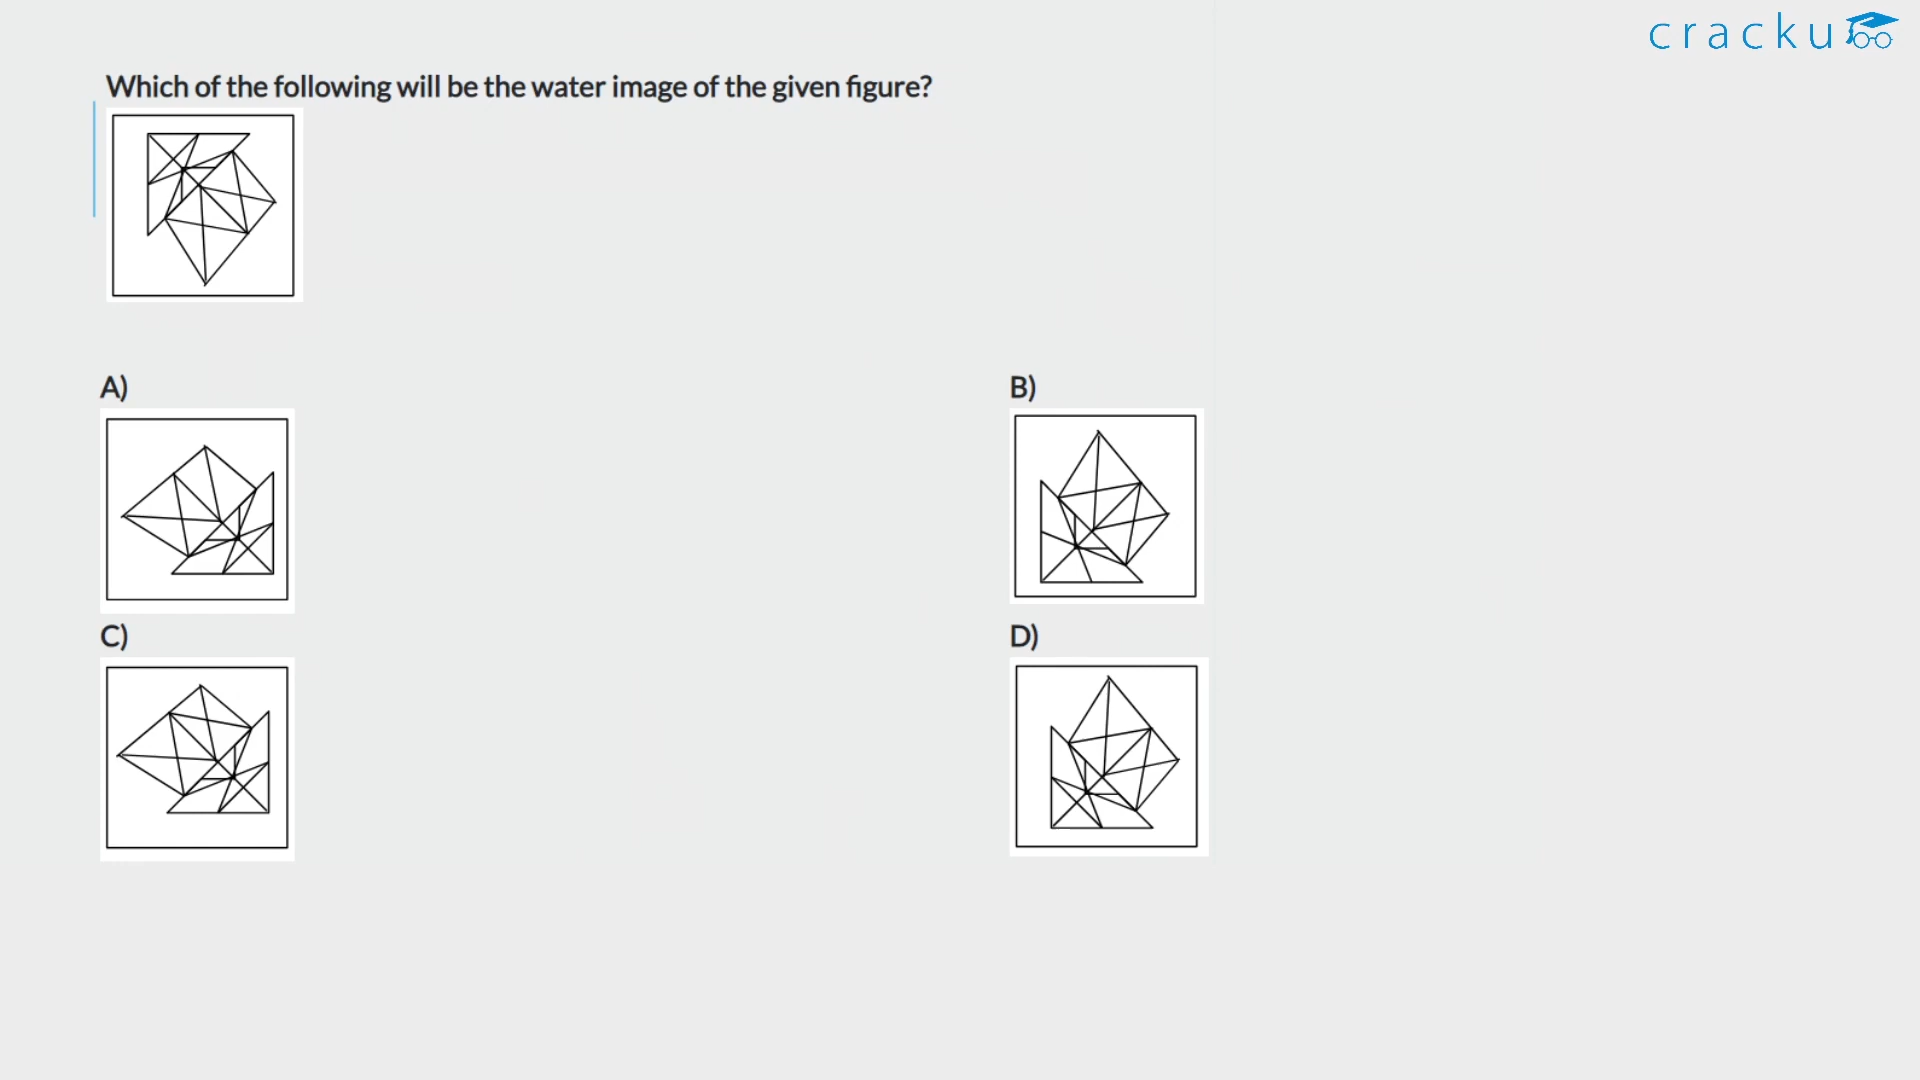 cracku
Which of the following will be the water image of the given figure?
A)
B)
C)
D)